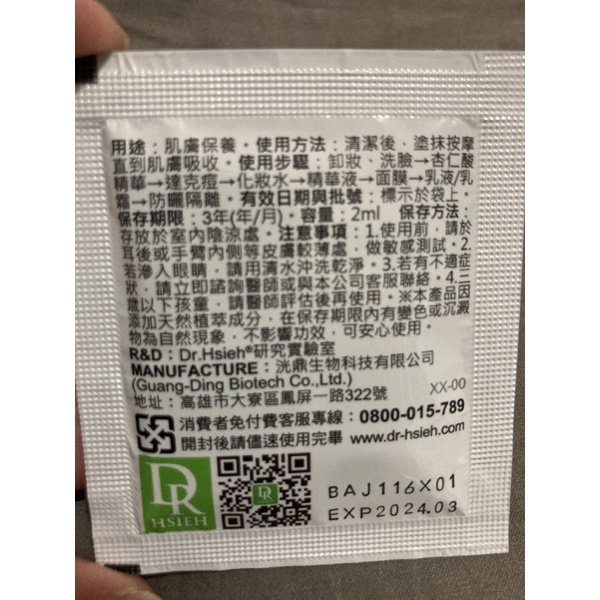 用途：肌膚保養。使用方法：清潔後，塗抹按摩
直到肌膚吸收。使用步驟：卸妝、洗臉→杏仁酸
精華→達克痘→化妝水→精華液→面膜→乳液/乳
霜→防曬隔離。有效日期與批號：標示於袋上。
保存期限：3年(年/月)。容量：2ml 保存方法：
存放於室內陰涼處。注意事項：1.使用前，請於
耳後或手臂內側等皮膚較薄處，做敏感測試。2.
若滲入眼睛，請用清水沖洗乾淨。3.若有不適症
狀，請立即諮詢醫師或與本公司客服聯絡。4.三
歲以下孩童，請醫師評估後再使用。※本產品因
添加天然植萃成分，在保存期限內有變色或沉澱
物為自然現象，不影響功效，可安心使用。
R&D：Dr.Hsieh®研究實驗室
MANUFACTURE：洸鼎生物科技有限公司
(Guang-Ding Biotech Co.,Ltd.)
地址：高雄市大寮區鳳屏一路322號 XX-00
消費者免付費客服專線：0800-015-789
開封後請儘速使用完畢 www.dr-hsieh.com
DR
HSIEH
DR
BAJ116X01
EXP2024.03